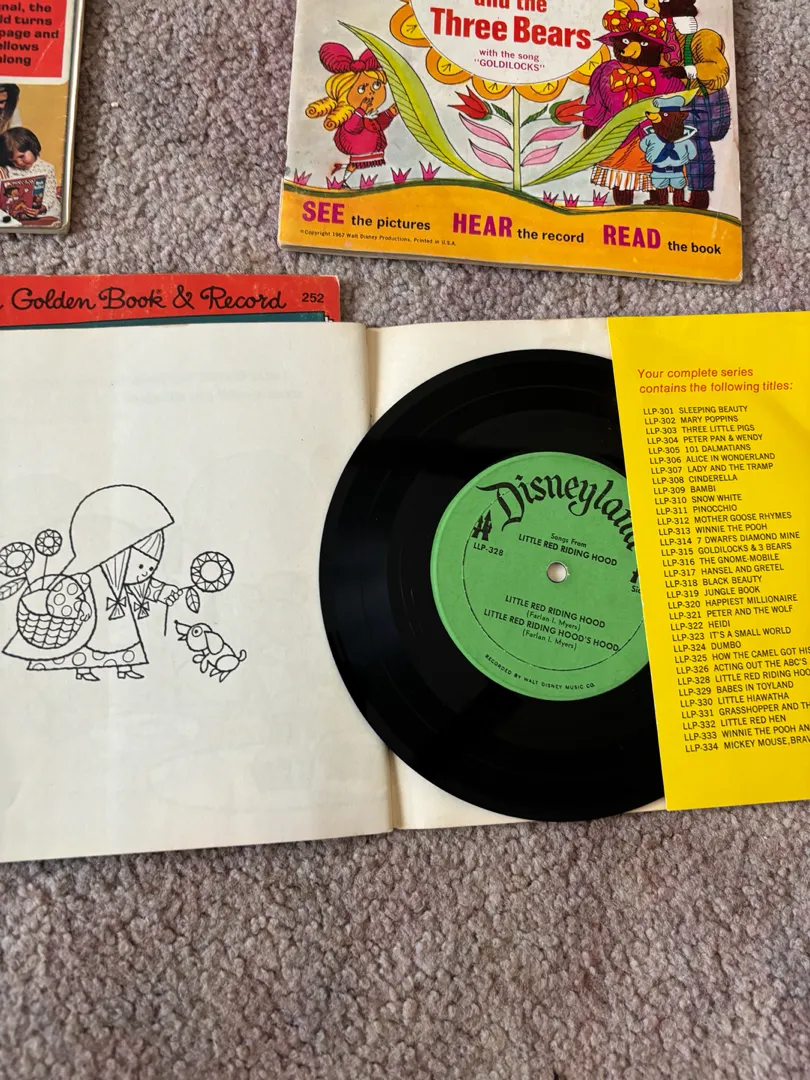 nal, the
ld turns
page and
ellows
along
and the
Three Bears
with the song
"GOLDILOCKS"
SEE the pictures HEAR the record READ the book
©Copyright 1967 Walt Disney Productions. Printed in U.S.A.
Golden Book & Record 252
Disneyland
Songs From
LITTLE RED RIDING HOOD
LLP-328
LITTLE RED RIDING HOOD
(Farlan I. Myers)
LITTLE RED RIDING HOOD'S HOOD
(Farlan I. Myers)
RECORDED BY WALT DISNEY MUSIC CO.
Your complete series
contains the following titles:
LLP-301 SLEEPING BEAUTY
LLP-302 MARY POPPINS
LLP-303 THREE LITTLE PIGS
LLP-304 PETER PAN & WENDY
LLP-305 101 DALMATIANS
LLP-306 ALICE IN WONDERLAND
LLP-307 LADY AND THE TRAMP
LLP-308 CINDERELLA
LLP-309 BAMBI
LLP-310 SNOW WHITE
LLP-311 PINOCCHIO
LLP-312 MOTHER GOOSE RHYMES
LLP-313 WINNIE THE POOH
LLP-314 7 DWARFS DIAMOND MINE
LLP-315 GOLDILOCKS & 3 BEARS
LLP-316 THE GNOME-MOBILE
LLP-317 HANSEL AND GRETEL
LLP-318 BLACK BEAUTY
LLP-319 JUNGLE BOOK
LLP-320 HAPPIEST MILLIONAIRE
LLP-321 PETER AND THE WOLF
LLP-322 HEIDI
LLP-323 IT'S A SMALL WORLD
LLP-324 DUMBO
LLP-325 HOW THE CAMEL GOT HIS
LLP-326 ACTING OUT THE ABC'S
LLP-328 LITTLE RED RIDING HOO
LLP-329 BABES IN TOYLAND
LLP-330 LITTLE HIAWATHA
LLP-331 GRASSHOPPER AND TH
LLP-332 LITTLE RED HEN
LLP-333 WINNIE THE POOH AN
LLP-334 MICKEY MOUSE, BRAV